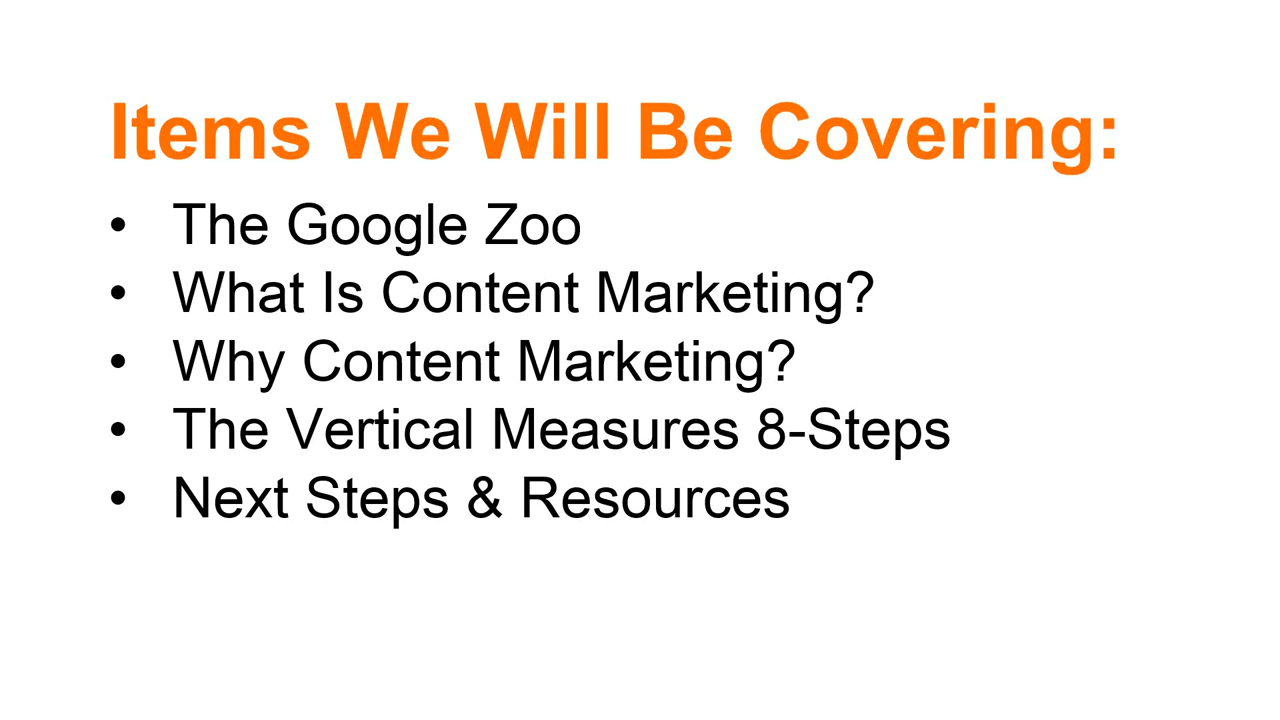 Items We Will Be Covering:
• The Google Zoo
• What Is Content Marketing?
• Why Content Marketing?
• The Vertical Measures 8-Steps
• Next Steps & Resources